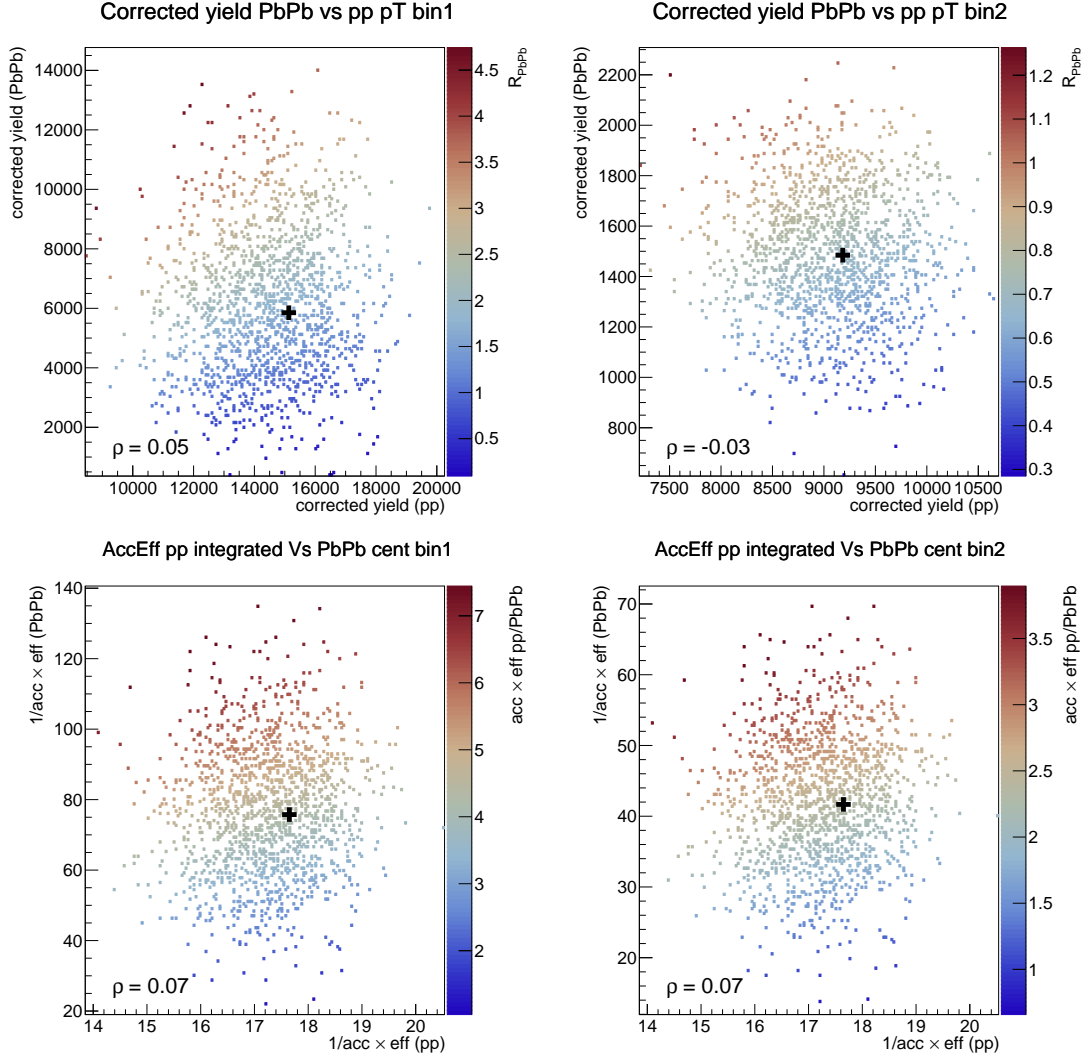 Corrected yield PbPb vs pp pT bin1
corrected yield (PbPb)
14000
12000
10000
8000
6000
4000
2000
ρ = 0.05
10000 12000 14000 16000 18000 20000
corrected yield (pp)
4.5
4
3.5
3
2.5
2
1.5
1
0.5
R_PbPb
Corrected yield PbPb vs pp pT bin2
corrected yield (PbPb)
2200
2000
1800
1600
1400
1200
1000
800
ρ = -0.03
7500 8000 8500 9000 9500 10000 10500
corrected yield (pp)
1.2
1.1
1
0.9
0.8
0.7
0.6
0.5
0.4
0.3
R_PbPb
AccEff pp integrated Vs PbPb cent bin1
1/acc × eff (PbPb)
140
120
100
80
60
40
20
ρ = 0.07
14 15 16 17 18 19 20
1/acc × eff (pp)
7
6
5
4
3
2
acc × eff pp/PbPb
AccEff pp integrated Vs PbPb cent bin2
1/acc × eff (PbPb)
70
60
50
40
30
20
ρ = 0.07
14 15 16 17 18 19 20
1/acc × eff (pp)
3.5
3
2.5
2
1.5
1
acc × eff pp/PbPb